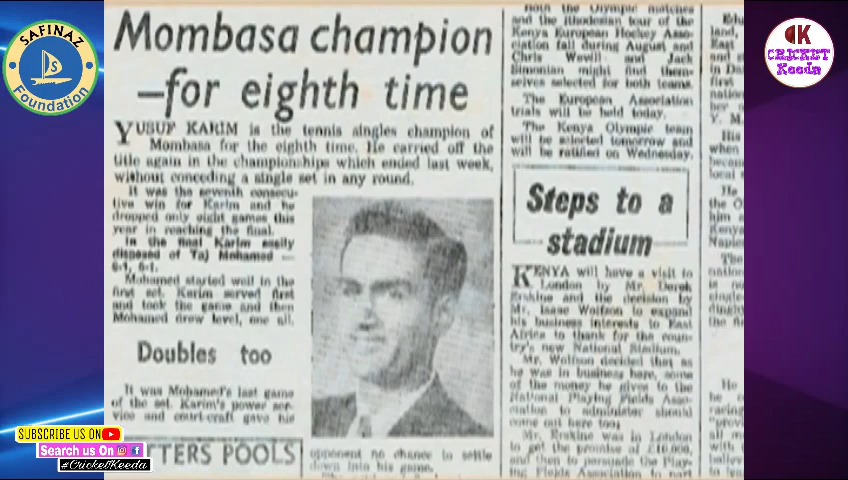 SAFINAZ
S
Foundation
CRICKET
Keeda
Mombasa champion
—for eighth time
YUSUF KARIM is the tennis singles champion of
Mombasa for the eighth time. He carried off the
title again in the championships which ended last week,
without conceding a single set in any round.
It was the seventh consecu-
tive win for Karim and he
dropped only eight games this
year in reaching the final.
In the final Karim easily
disposed of Taj Mohamed —
6-1, 6-1.
Mohamed started well in the
first set. Karim served first
and took the game and then
Mohamed drew level, one all.
Doubles too
It was Mohamed's last game
of the set. Karim's power ser-
vice and court-craft gave his
TTERS POOLS
opponent no chance to settle
down into his game.
both the Olympic matches
and the Rhodesian tour of the
Kenya European Hockey Asso-
ciation fall during August and
Chris Wevill and Jack
Simonian might find them-
selves selected for both teams.
The European Association
trials will be held today.
The Kenya Olympic team
will be selected tomorrow and
will be ratified on Wednesday.
Steps to a
stadium
KENYA will have a visit to
London by Mr. Derek
Erskine and the decision by
Mr. Isaac Wolfson to expand
his business interests to East
Africa to thank for the coun-
try's new National Stadium.
Mr. Wolfson decided that as
he was in business here, some
of the money he gives to the
National Playing Fields Asso-
ciation to administer should
come out here too;
Mr. Erskine was in London
to get the promise of £10,000,
and then to persuade the Play-
ing Fields Association to part
SUBSCRIBE US ON
Search us On
#CricketKeeda